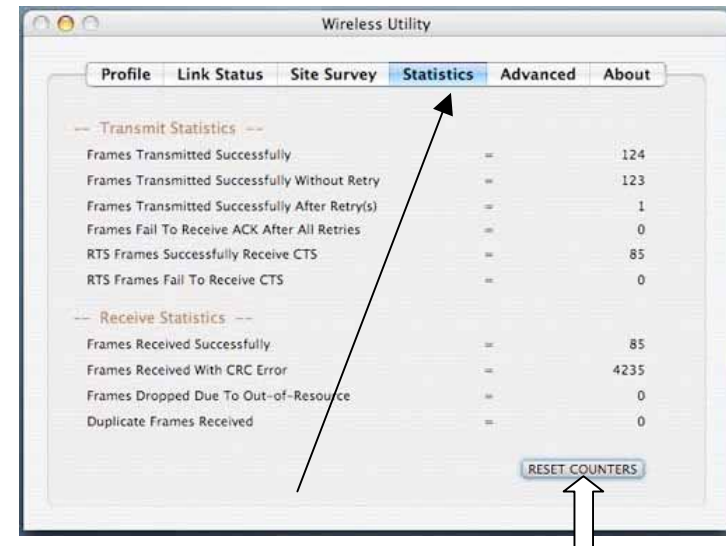 Wireless Utility
Profile Link Status Site Survey Statistics Advanced About
-- Transmit Statistics --
Frames Transmitted Successfully = 124
Frames Transmitted Successfully Without Retry = 123
Frames Transmitted Successfully After Retry(s) = 1
Frames Fail To Receive ACK After All Retries = 0
RTS Frames Successfully Receive CTS = 85
RTS Frames Fail To Receive CTS = 0
-- Receive Statistics --
Frames Received Successfully = 85
Frames Received With CRC Error = 4235
Frames Dropped Due To Out-of-Resource = 0
Duplicate Frames Received = 0
RESET COUNTERS